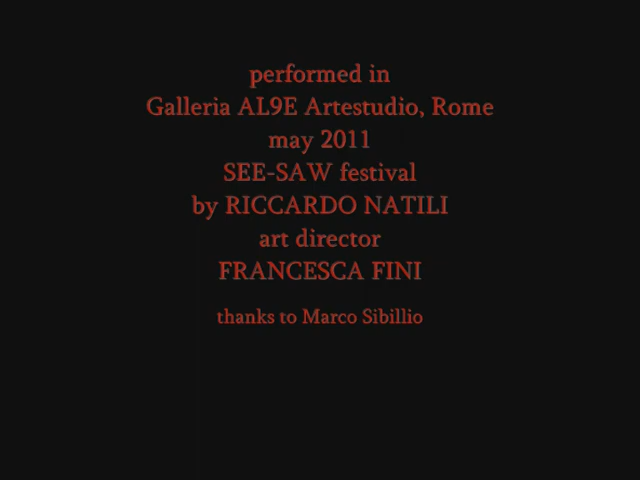 performed in
Galleria AL9E Artestudio, Rome
may 2011
SEE-SAW festival
by RICCARDO NATILI
art director
FRANCESCA FINI
thanks to Marco Sibillio